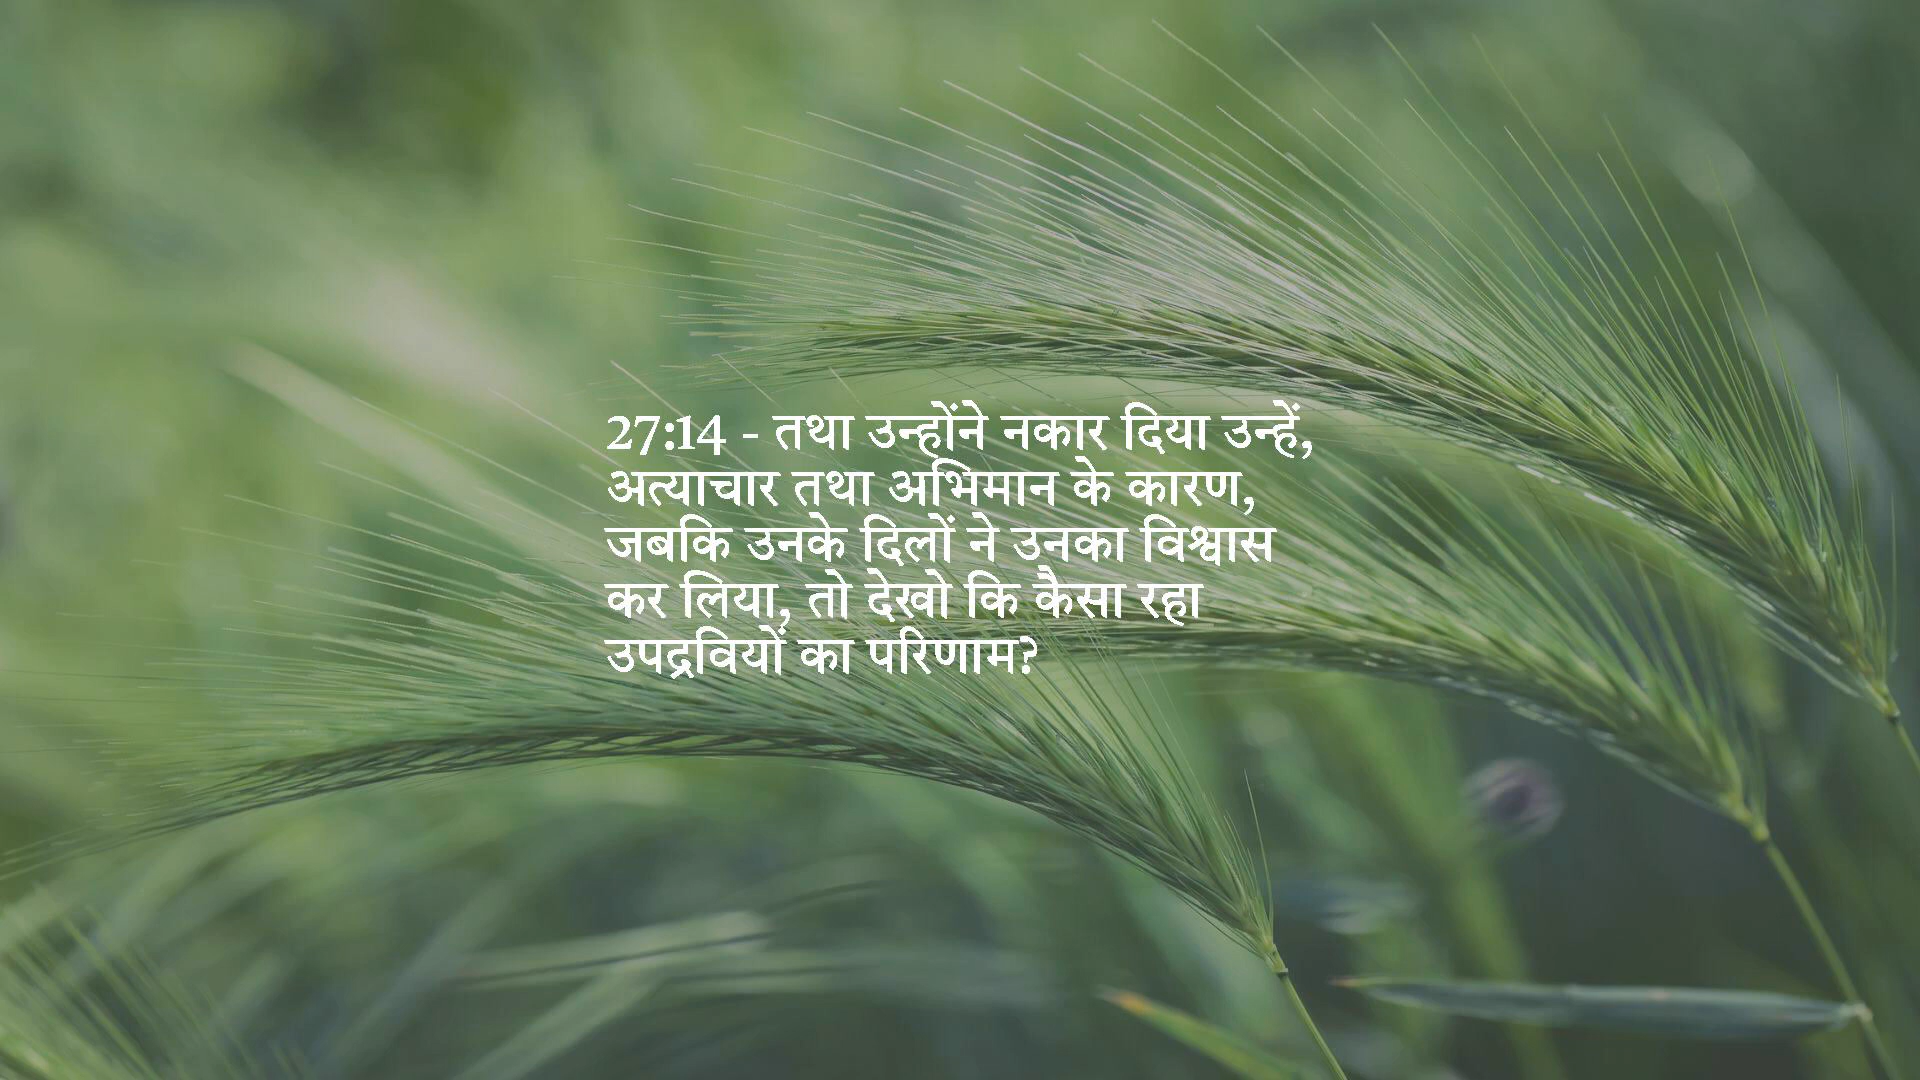 27:14 - तथा उन्होंने नकार दिया उन्हें,
अत्याचार तथा अभिमान के कारण,
जबकि उनके दिलों ने उनका विश्वास
कर लिया, तो देखो कि कैसा रहा
उपद्रवियों का परिणाम?